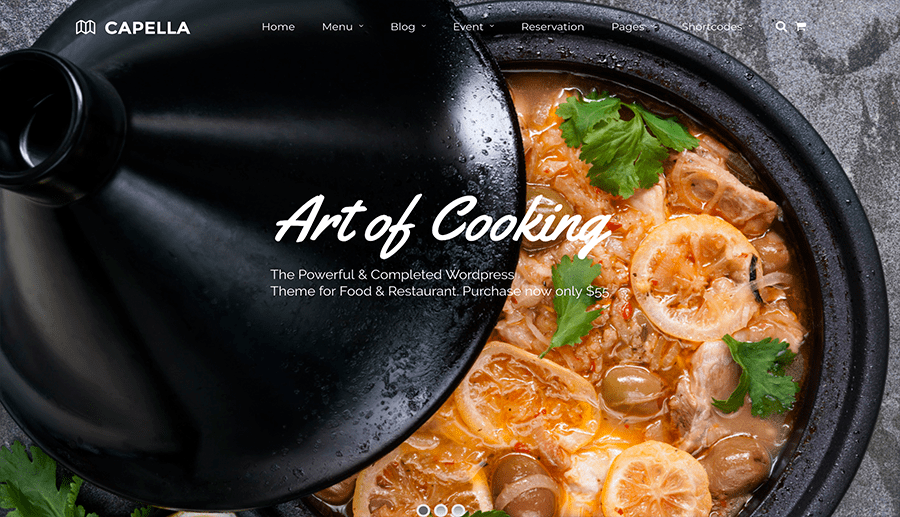 CAPELLA
Home Menu Blog Event Reservation Pages Shortcodes
Art of Cooking
The Powerful & Completed Wordpress
Theme for Food & Restaurant. Purchase now only $55